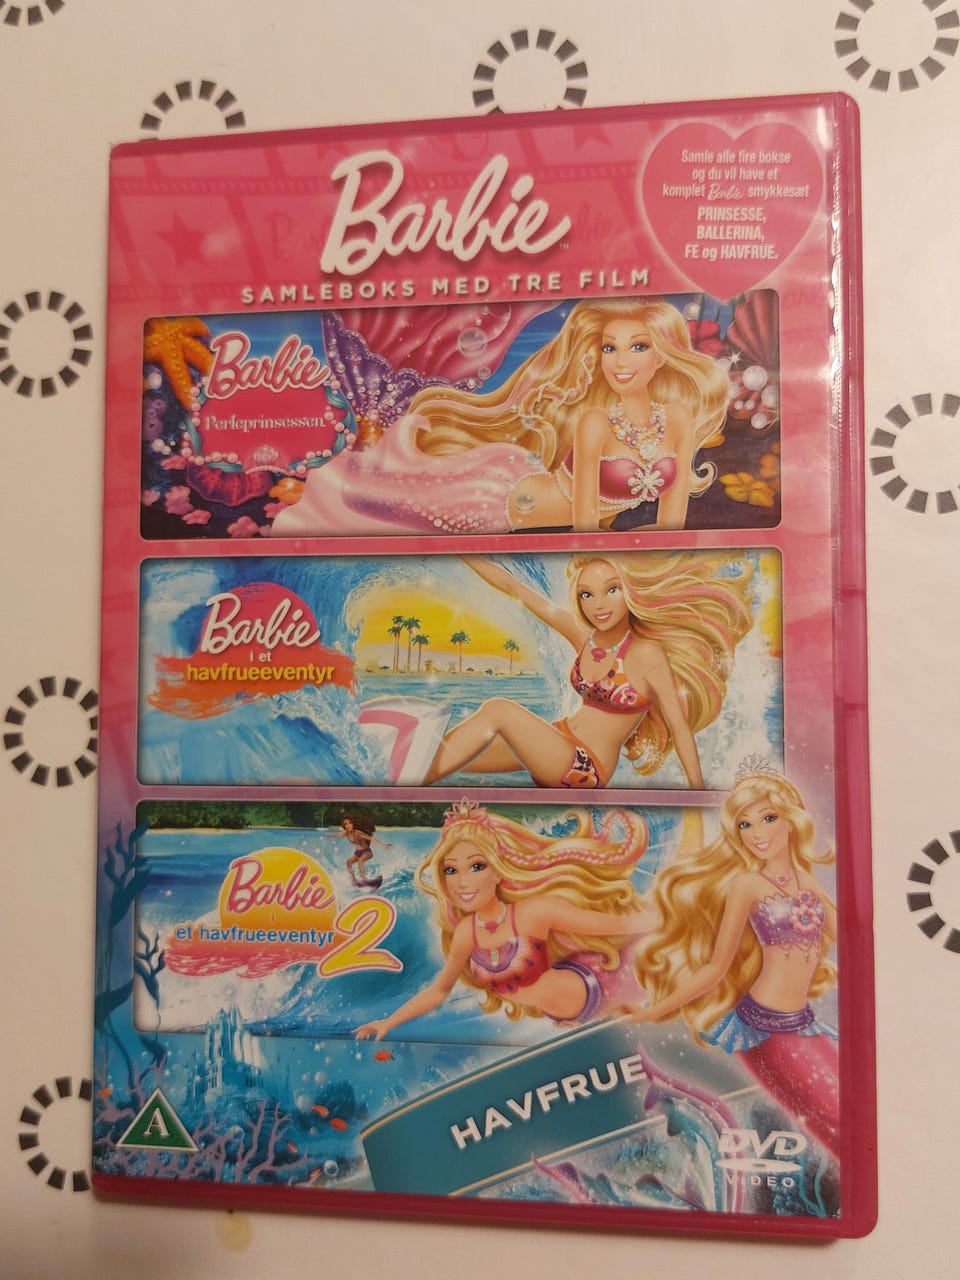 Barbie™
SAMLEBOKS MED TRE FILM
Samle alle fire bokse
og du vil have et
komplet Barbie smykkesæt
PRINSESSE,
BALLERINA,
FE og HAVFRUE.
Barbie
Perleprinsessen
Barbie
i et
havfrueeventyr
Barbie
i
et havfrueeventyr 2
HAVFRUE
A
DVD
VIDEO